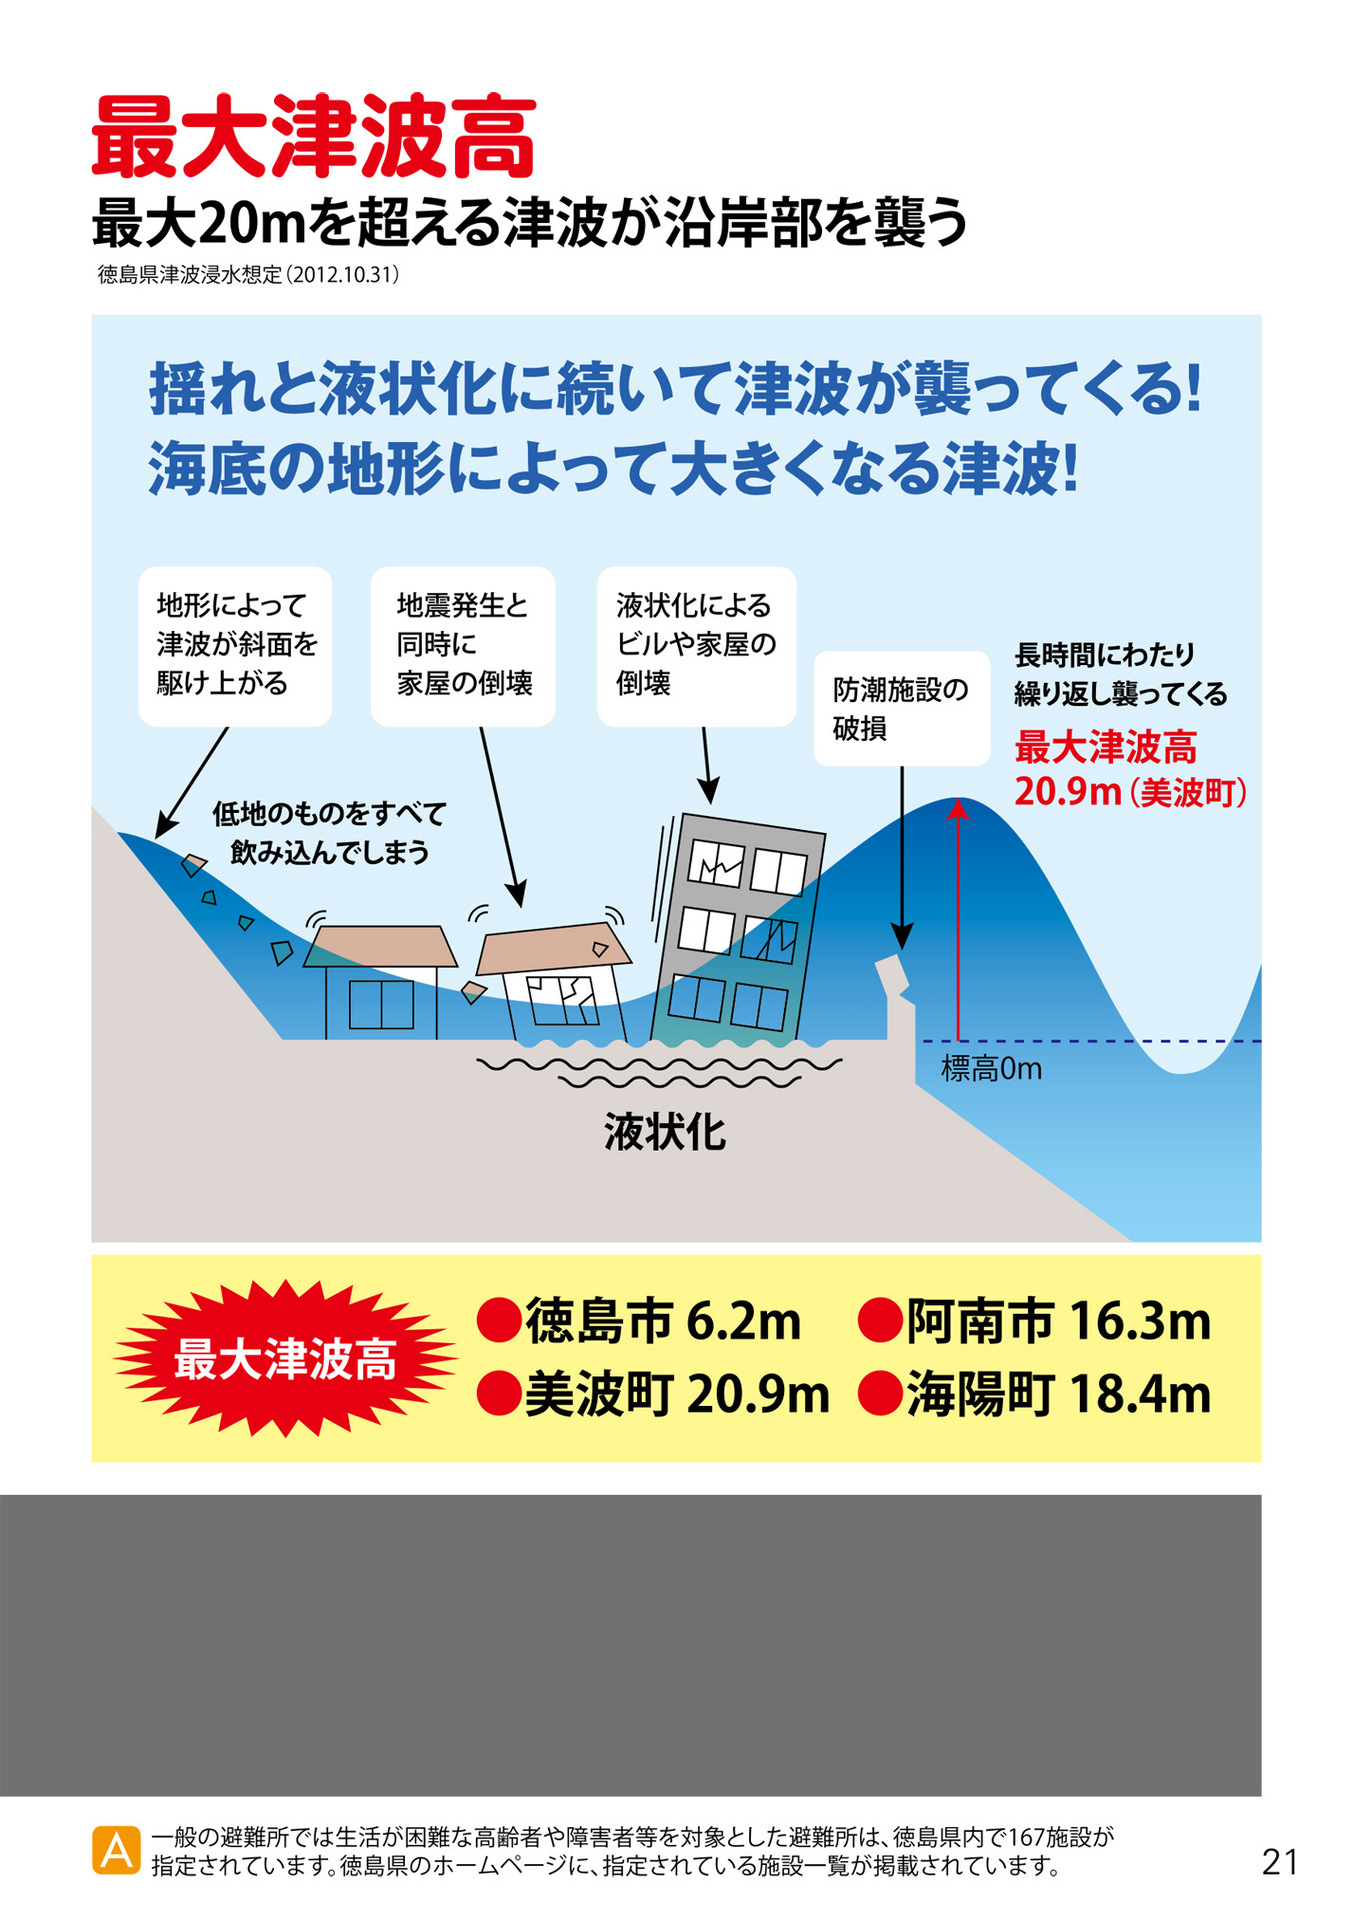 最大津波高
最大20mを超える津波が沿岸部を襲う
徳島県津波浸水想定(2012.10.31)
揺れと液状化に続いて津波が襲ってくる!
海底の地形によって大きくなる津波!
地形によって
津波が斜面を
駆け上がる
地震発生と
同時に
家屋の倒壊
液状化による
ビルや家屋の
倒壊
防潮施設の
破損
長時間にわたり
繰り返し襲ってくる
最大津波高
20.9m(美波町)
低地のものをすべて
飲み込んでしまう
標高0m
液状化
最大津波高
●徳島市 6.2m
●阿南市 16.3m
●美波町 20.9m
●海陽町 18.4m
A
一般の避難所では生活が困難な高齢者や障害者等を対象とした避難所は、徳島県内で167施設が
指定されています。徳島県のホームページに、指定されている施設一覧が掲載されています。
21